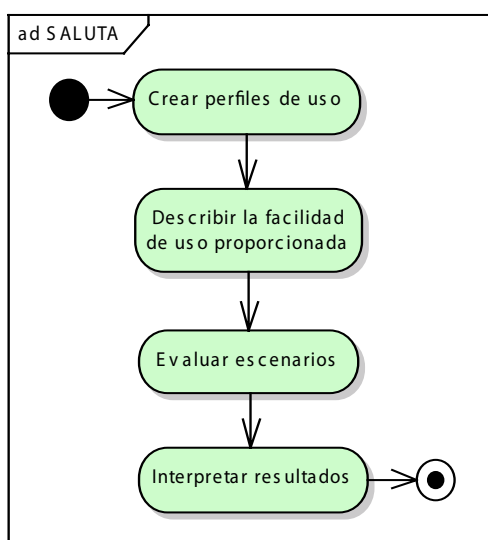 ad SALUTA
Crear perfiles de uso
Describir la facilidad
de uso proporcionada
Evaluar escenarios
Interpretar resultados